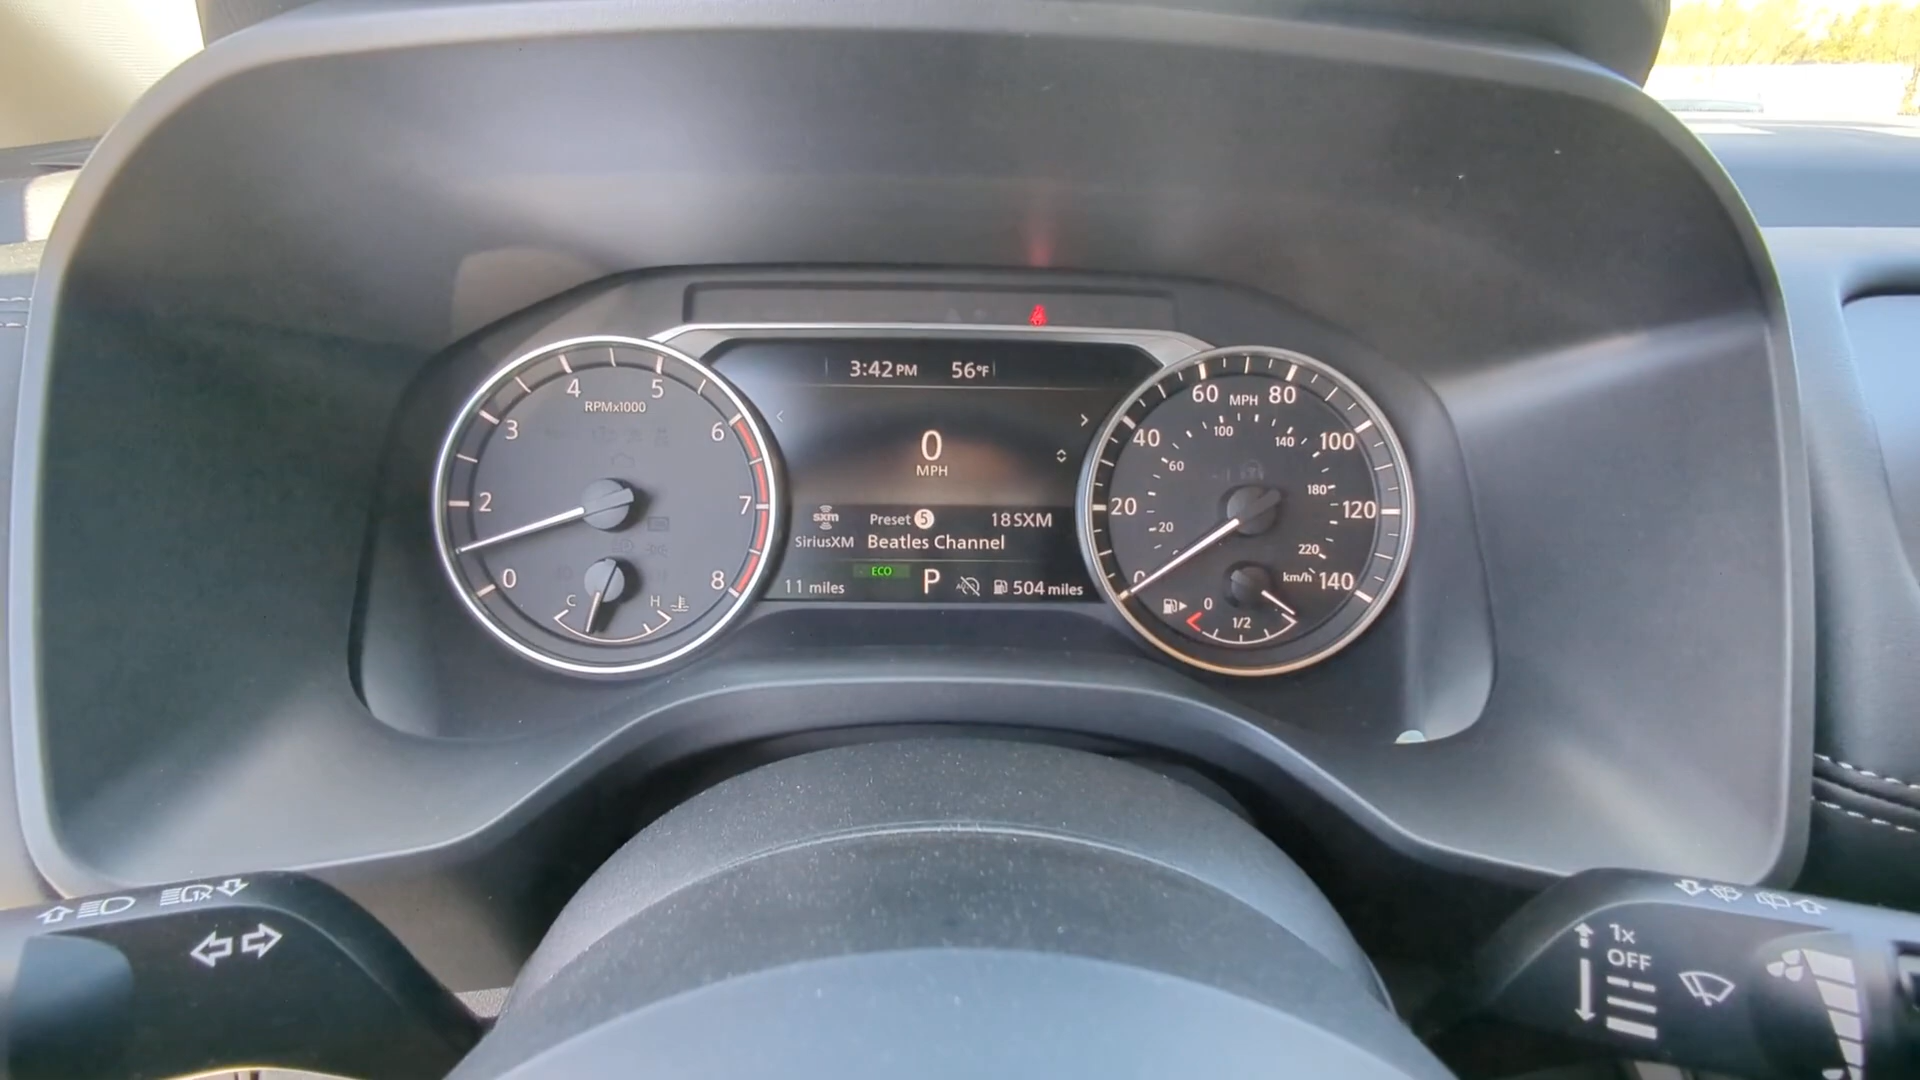 3:42 PM 56°F
0
MPH
sxm
SiriusXM
Preset 5 18 SXM
Beatles Channel
ECO
11 miles P 504 miles
0 2 3 4 5 6 7 8
RPMx1000
C H
0 20 40 60 80 100 120 140
MPH
20 60 100 140 180 220
km/h
0 1/2
1x
1x
OFF